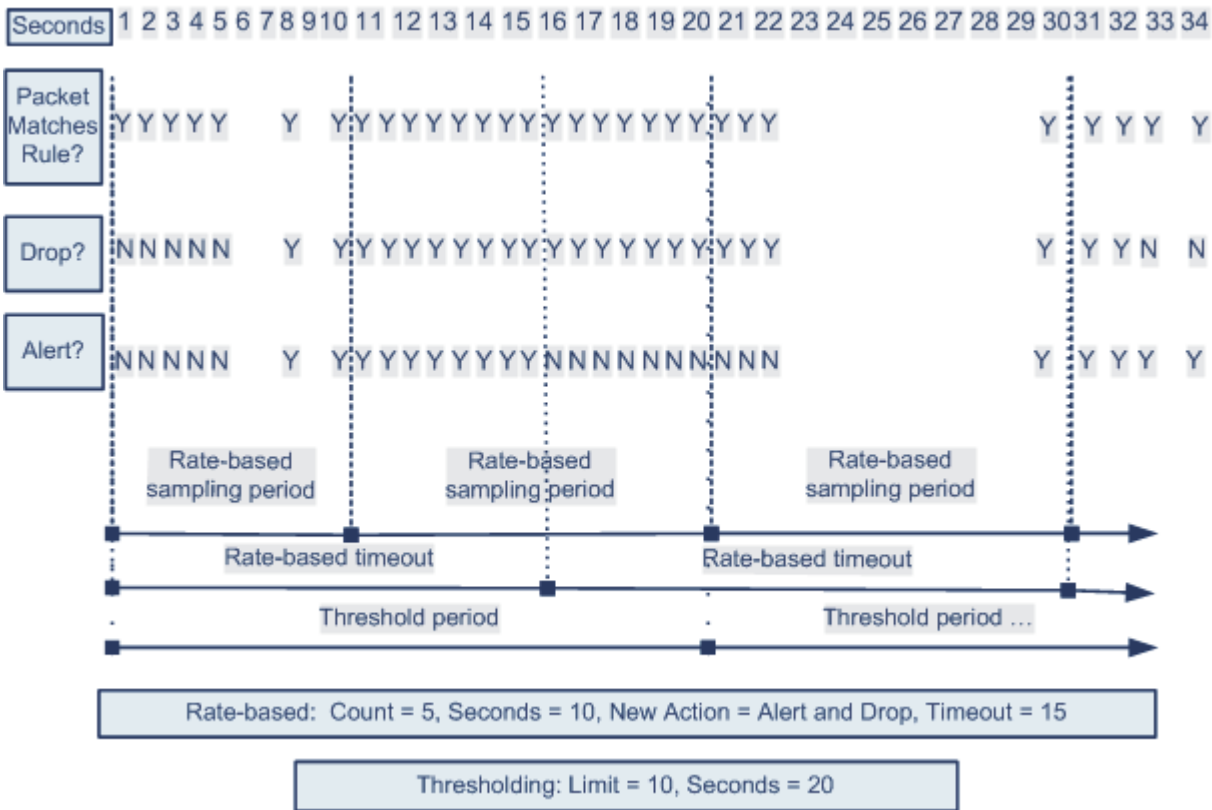 Seconds 1 2 3 4 5 6 7 8 9 10 11 12 13 14 15 16 17 18 19 20 21 22 23 24 25 26 27 28 29 30 31 32 33 34
Packet
Matches
Rule?
Y Y Y Y Y Y Y Y Y Y Y Y Y Y Y Y Y Y Y Y Y Y Y Y Y Y Y Y Y Y
Drop?
N N N N N Y Y Y Y Y Y Y Y Y Y Y Y Y Y Y Y Y Y Y Y Y Y Y N N
Alert?
N N N N N Y Y Y Y Y Y Y Y Y Y N N N N N N N N N N Y Y Y Y Y
Rate-based
sampling period
Rate-based
sampling period
Rate-based
sampling period
Rate-based timeout
Rate-based timeout
Threshold period
Threshold period ...
Rate-based: Count = 5, Seconds = 10, New Action = Alert and Drop, Timeout = 15
Thresholding: Limit = 10, Seconds = 20